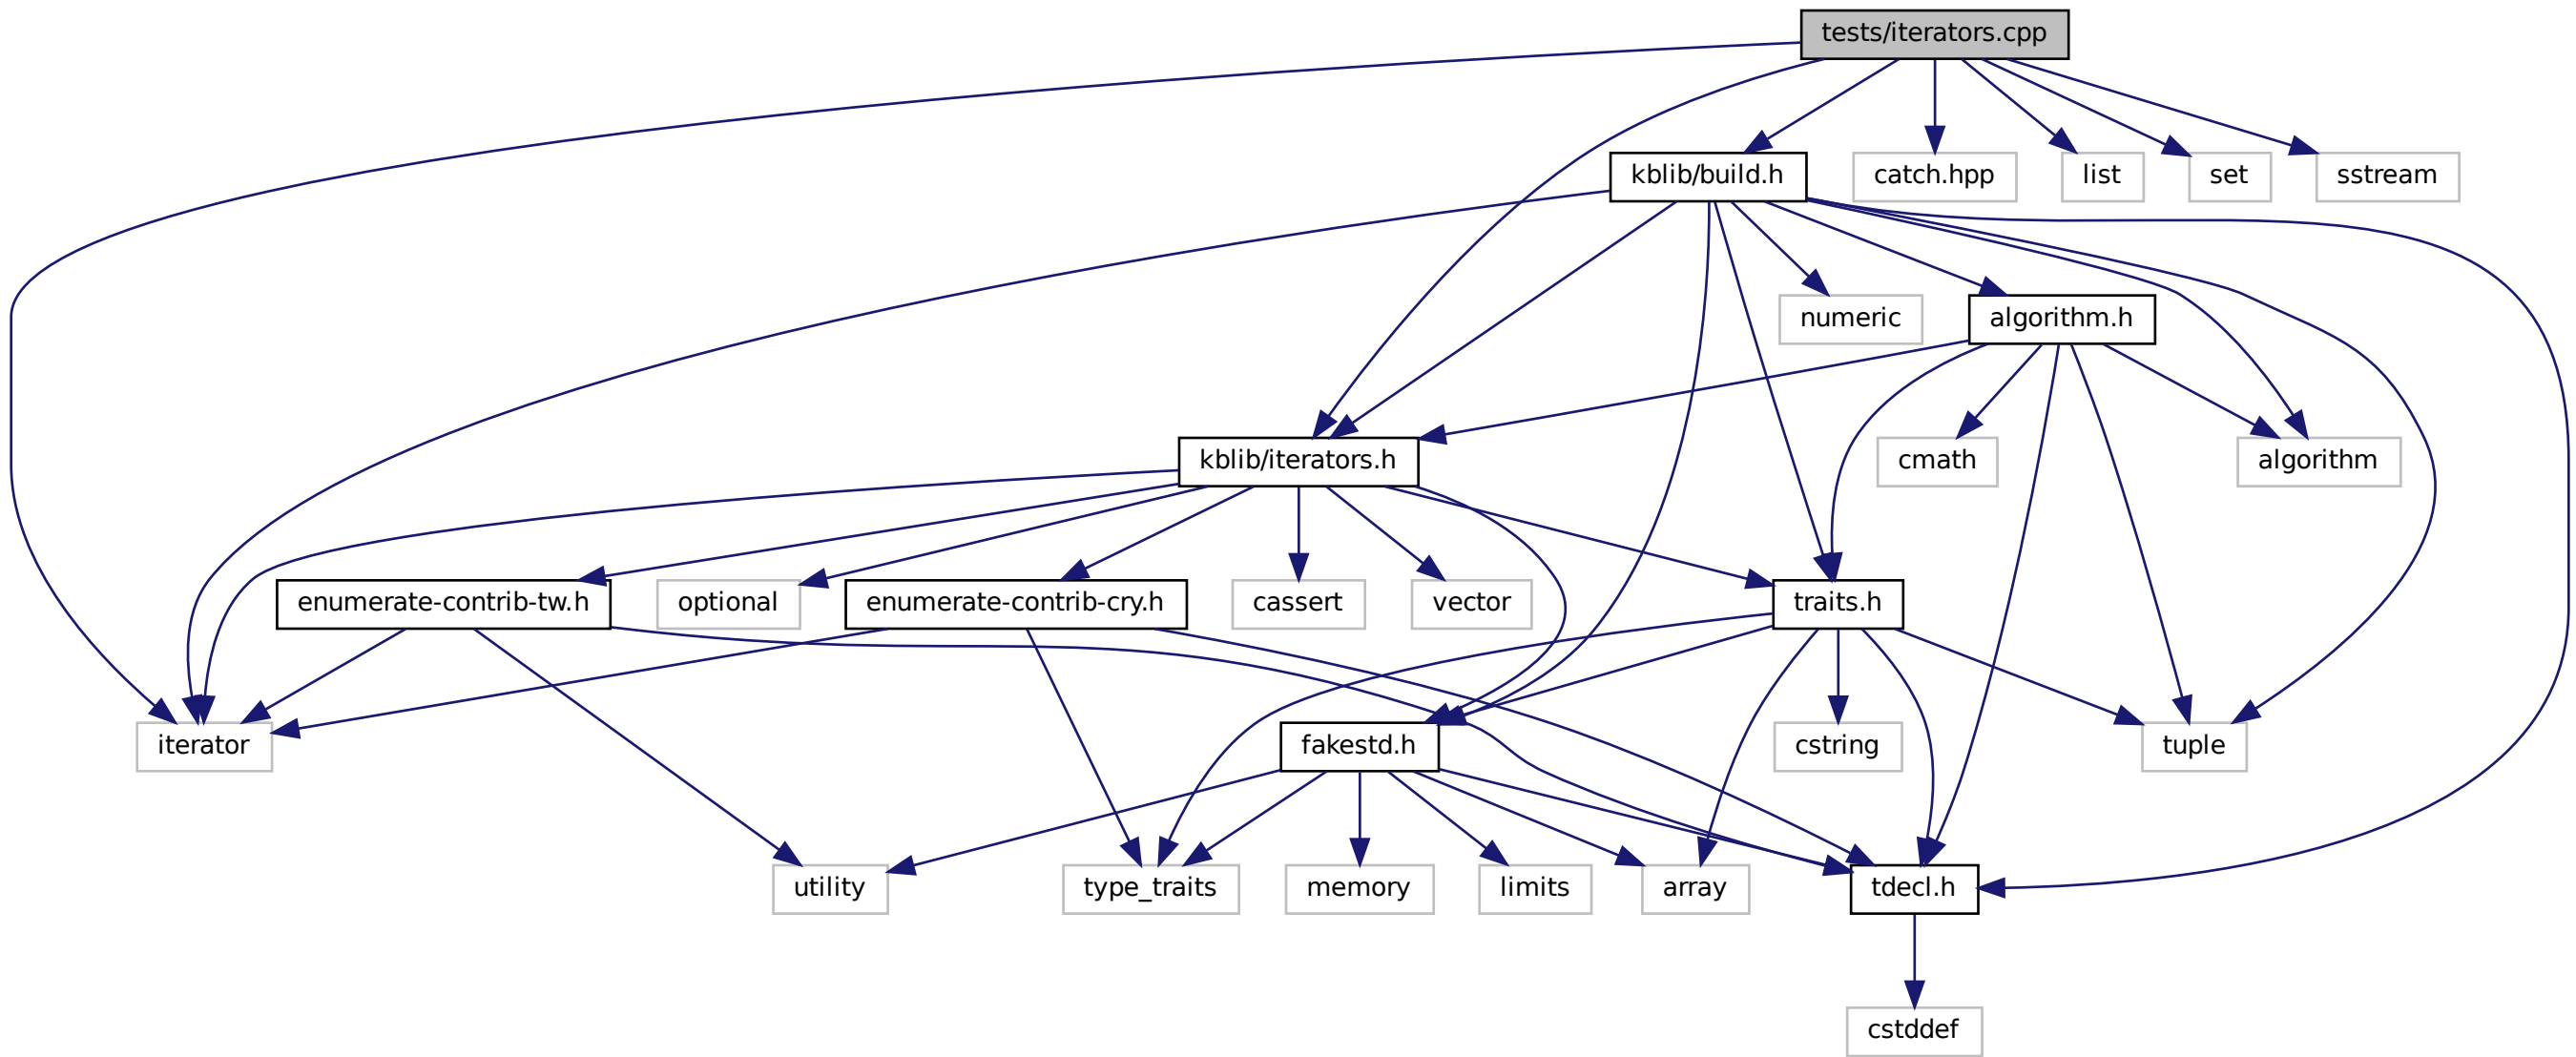 tests/iterators.cpp
kblib/build.h
catch.hpp
list
set
sstream
numeric
algorithm.h
kblib/iterators.h
cmath
algorithm
enumerate-contrib-tw.h
optional
enumerate-contrib-cry.h
cassert
vector
traits.h
iterator
fakestd.h
cstring
tuple
utility
type_traits
memory
limits
array
tdecl.h
cstddef